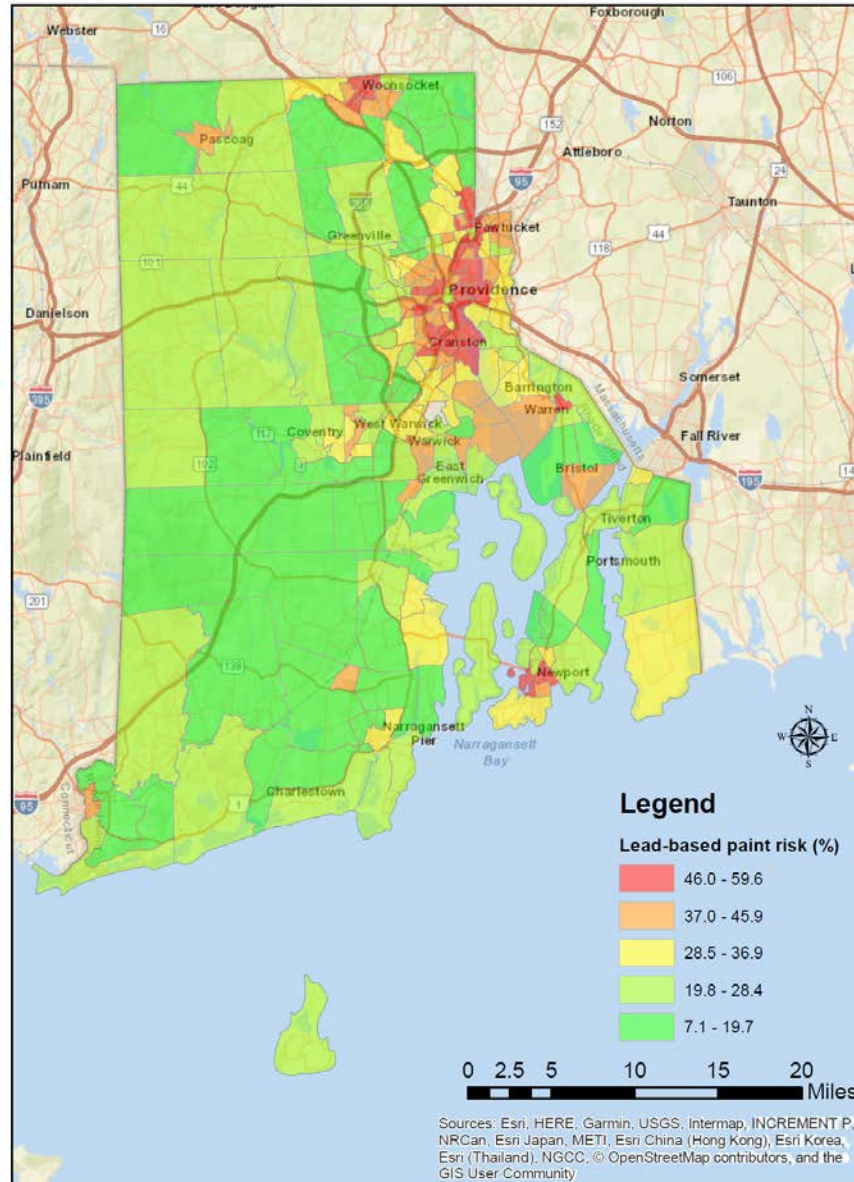 Foxborough
Webster
16
106
Woonsocket
Norton
152
Pascoag
Attleboro
24
Putnam
95
44
Taunton
Pawtucket
Greenville
44
118
101
Providence
Danielson
Cranston
Somerset
Barrington
Massachusetts
395
Warren
Coventry
West Warwick
Fall River
117
Warwick
Plainfield
102
Bristol
East
Greenwich
195
Tiverton
Portsmouth
201
138
Newport
N
Narragansett
Pier
W
E
Narragansett
Bay
S
Connecticut
95
1
Charlestown
Legend
Lead-based paint risk (%)
46.0 - 59.6
37.0 - 45.9
28.5 - 36.9
19.8 - 28.4
7.1 - 19.7
0 2.5 5 10 15 20
Miles
Sources: Esri, HERE, Garmin, USGS, Intermap, INCREMENT P,
NRCan, Esri Japan, METI, Esri China (Hong Kong), Esri Korea,
Esri (Thailand), NGCC, © OpenStreetMap contributors, and the
GIS User Community